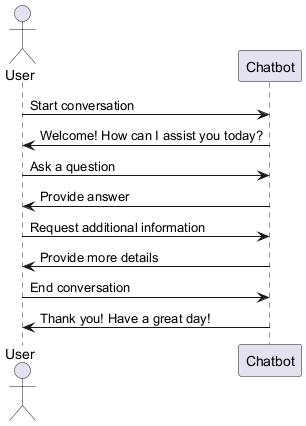 User
Chatbot
Start conversation
Welcome! How can I assist you today?
Ask a question
Provide answer
Request additional information
Provide more details
End conversation
Thank you! Have a great day!
User
Chatbot